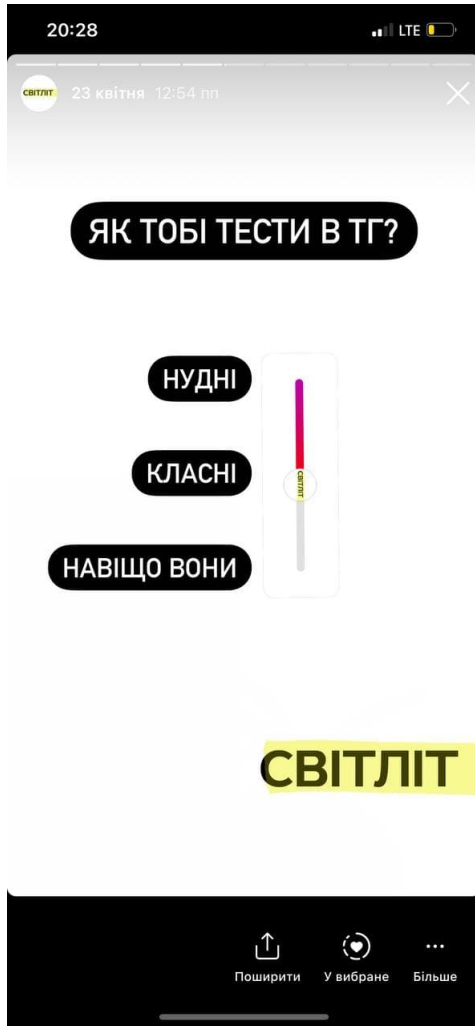 20:28
LTE
СВІТЛІТ
23 квітня 12:54 пп
ЯК ТОБІ ТЕСТИ В ТГ?
НУДНІ
КЛАСНІ
СВІТЛІТ
НАВІЩО ВОНИ
СВІТЛІТ
Поширити
У вибране
Більше